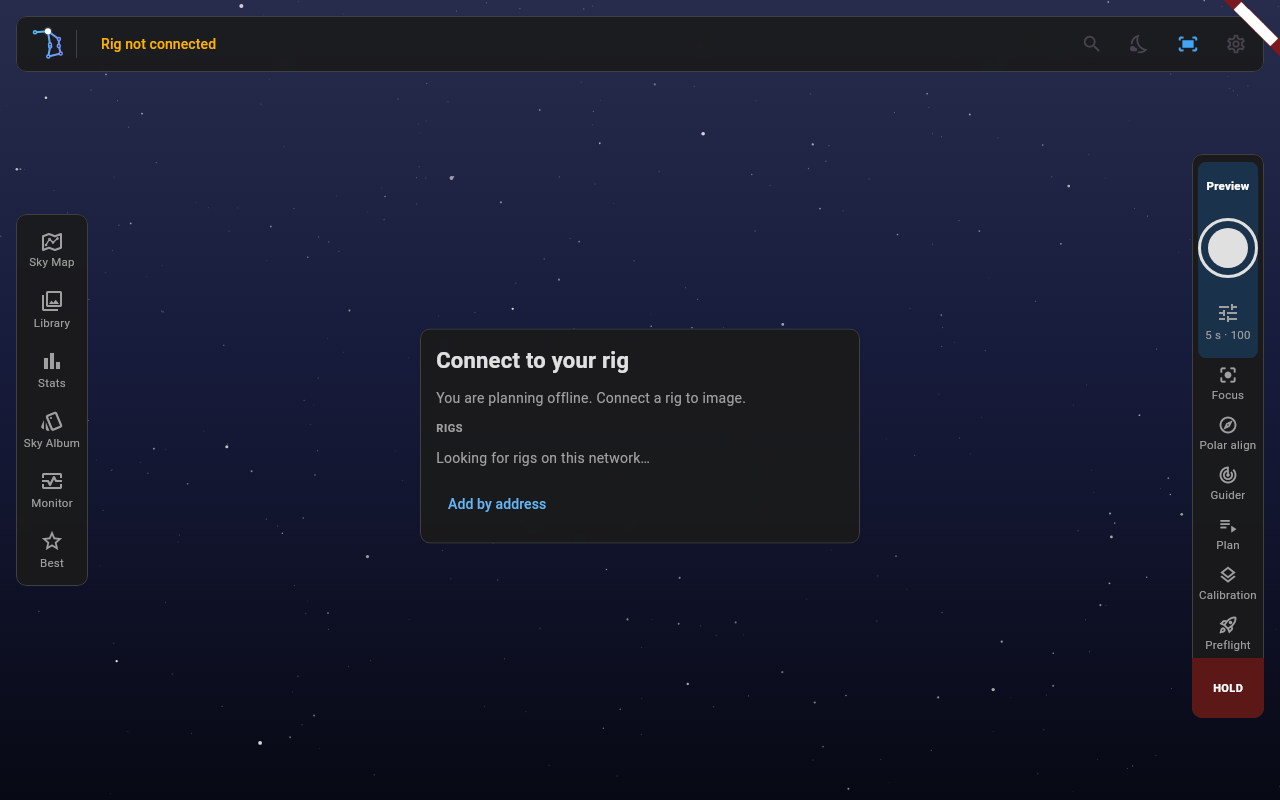 Rig not connected
Sky Map
Library
Stats
Sky Album
Monitor
Best
Connect to your rig
You are planning offline. Connect a rig to image.
RIGS
Looking for rigs on this network…
Add by address
Preview
5 s · 100
Focus
Polar align
Guider
Plan
Calibration
Preflight
HOLD